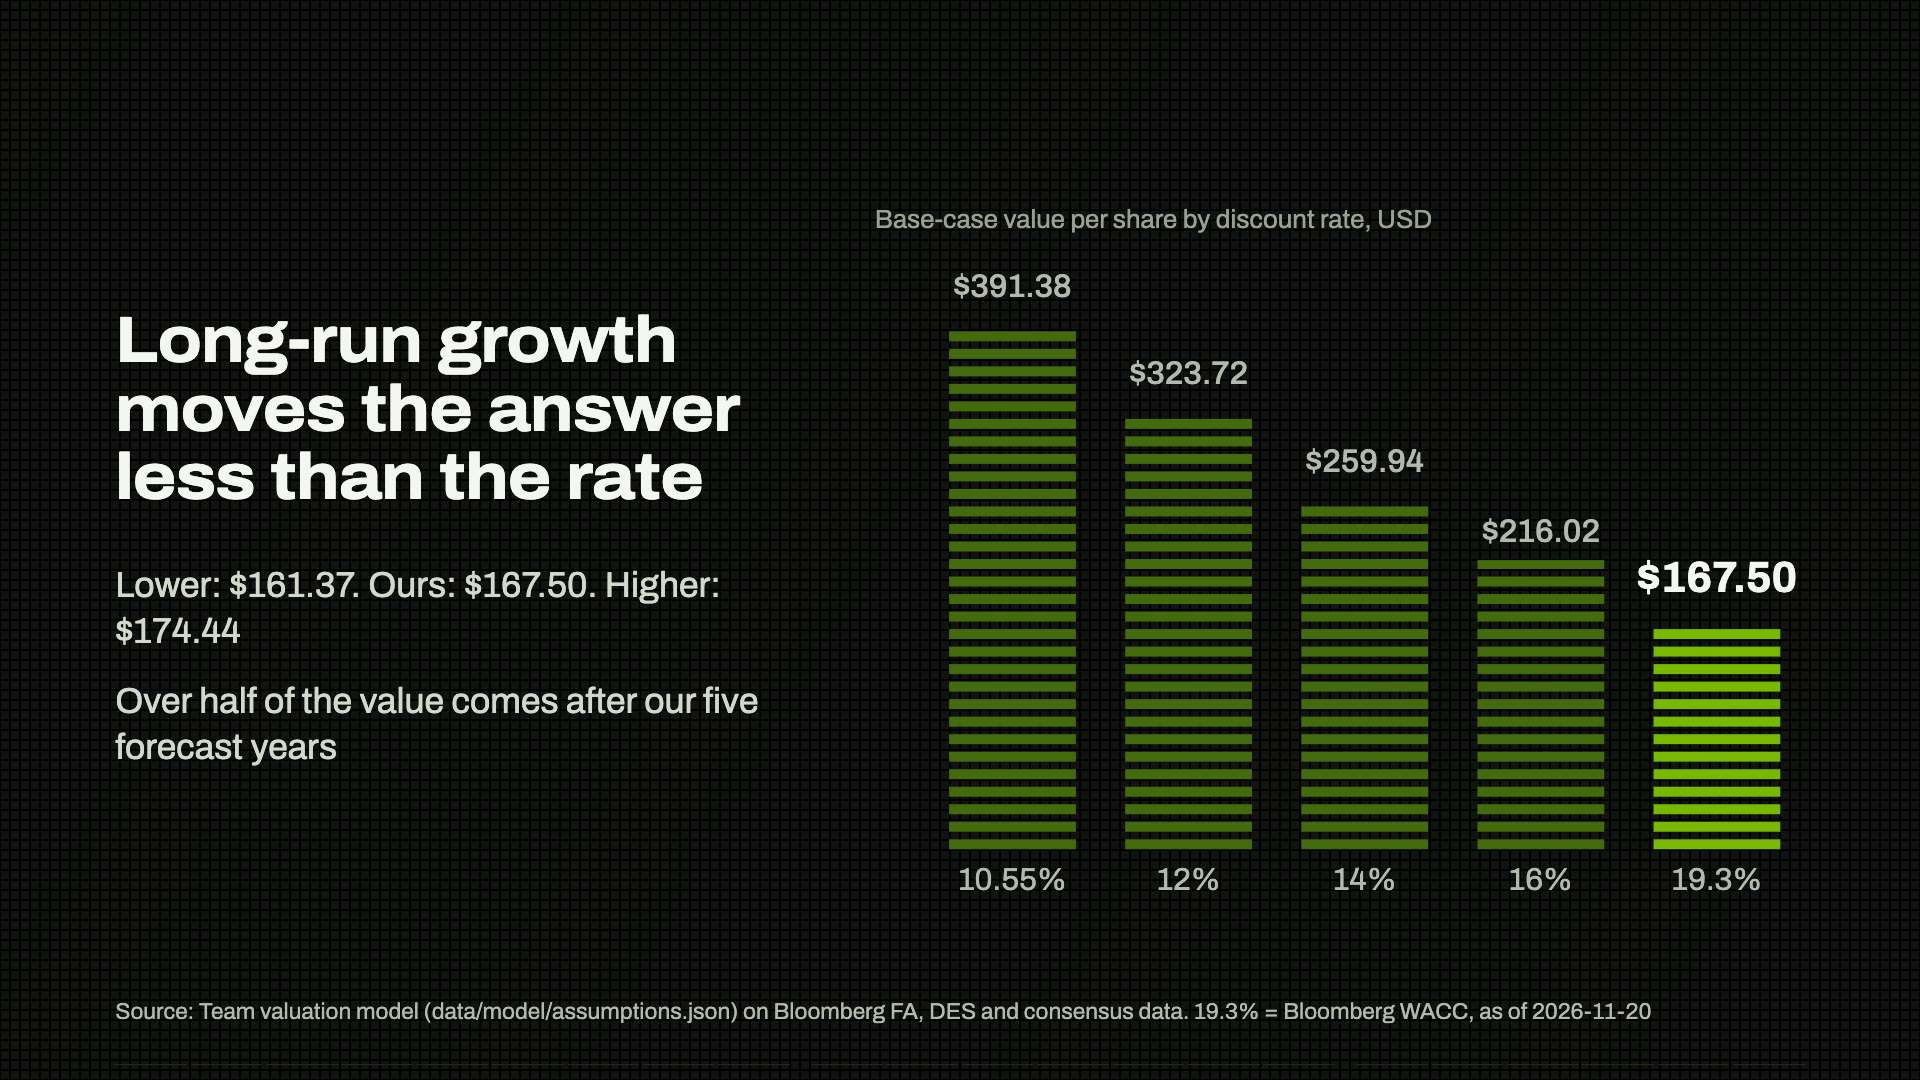 Long-run growth
moves the answer
less than the rate
Lower: $161.37. Ours: $167.50. Higher:
$174.44
Over half of the value comes after our five
forecast years
Base-case value per share by discount rate, USD
$391.38
$323.72
$259.94
$216.02
$167.50
10.55%
12%
14%
16%
19.3%
Source: Team valuation model (data/model/assumptions.json) on Bloomberg FA, DES and consensus data. 19.3% = Bloomberg WACC, as of 2026-11-20